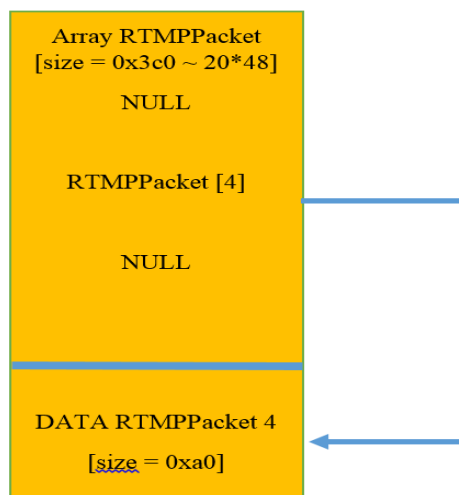 Array RTMPPacket
[size = 0x3c0 ~ 20*48]
NULL
RTMPPacket [4]
NULL
DATA RTMPPacket 4
[size = 0xa0]